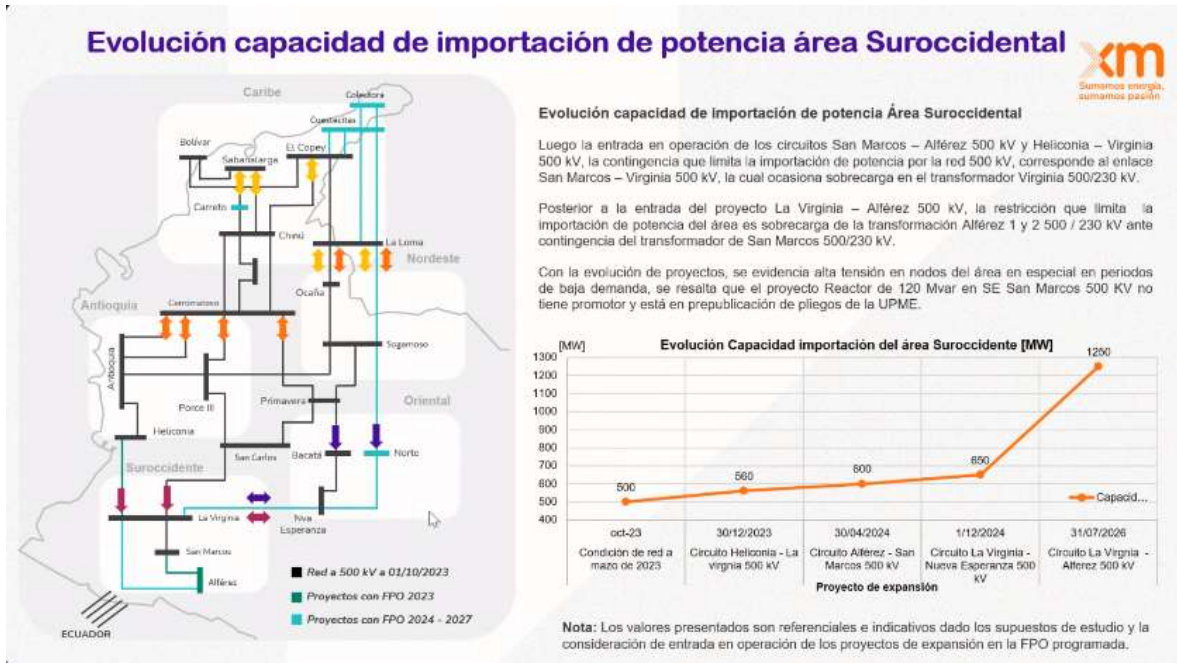 Evolución capacidad de importación de potencia área Suroccidental
xm
Sumamos energía,
sumamos pasión
Caribe
Colectora
Cuestecitas
Bolívar
El Copey
Sabanalarga
Carreto
Chinú
La Loma
Nordeste
Ocaña
Antioquia
Cerromatoso
Antioquia
Sogamoso
Porce III
Primavera
Oriental
Heliconia
San Carlos
Bacatá
Norte
Suroccidente
La Virginia
Nva
Esperanza
San Marcos
Alférez
ECUADOR
Red a 500 kV a 01/10/2023
Proyectos con FPO 2023
Proyectos con FPO 2024 - 2027
Evolución capacidad de importación de potencia Área Suroccidental
Luego la entrada en operación de los circuitos San Marcos – Alférez 500 kV y Heliconia – Virginia
500 kV, la contingencia que limita la importación de potencia por la red 500 kV, corresponde al enlace
San Marcos – Virginia 500 kV, la cual ocasiona sobrecarga en el transformador Virginia 500/230 kV.
Posterior a la entrada del proyecto La Virginia – Alférez 500 kV, la restricción que limita la
importación de potencia del área es sobrecarga de la transformación Alférez 1 y 2 500 / 230 kV ante
contingencia del transformador de San Marcos 500/230 kV.
Con la evolución de proyectos, se evidencia alta tensión en nodos del área en especial en periodos
de baja demanda, se resalta que el proyecto Reactor de 120 Mvar en SE San Marcos 500 KV no
tiene promotor y está en prepublicación de pliegos de la UPME.
[MW]
Evolución Capacidad importación del área Suroccidente [MW]
1300
1200
1100
1000
900
800
700
600
500
400
500
560
600
650
1250
Capacid...
oct-23
30/12/2023
30/04/2024
1/12/2024
31/07/2026
Condición de red a
mazo de 2023
Circuito Heliconia - La
virgnia 500 kV
Circuito Alférez - San
Marcos 500 kV
Circuito La Virginia -
Nueva Esperanza 500
kV
Circuito La Virgnia -
Alferez 500 kV
Proyecto de expansión
Nota: Los valores presentados son referenciales e indicativos dado los supuestos de estudio y la
consideración de entrada en operación de los proyectos de expansión en la FPO programada.